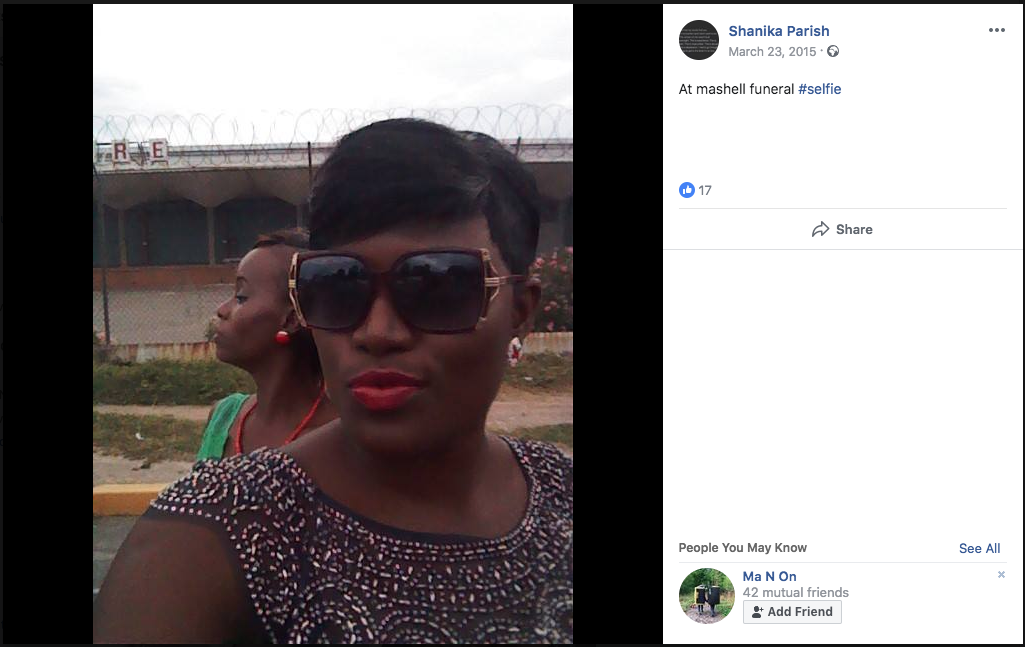 R E
Shanika Parish
March 23, 2015 ·
At mashell funeral #selfie
17
Share
People You May Know
See All
Ma N On
42 mutual friends
Add Friend